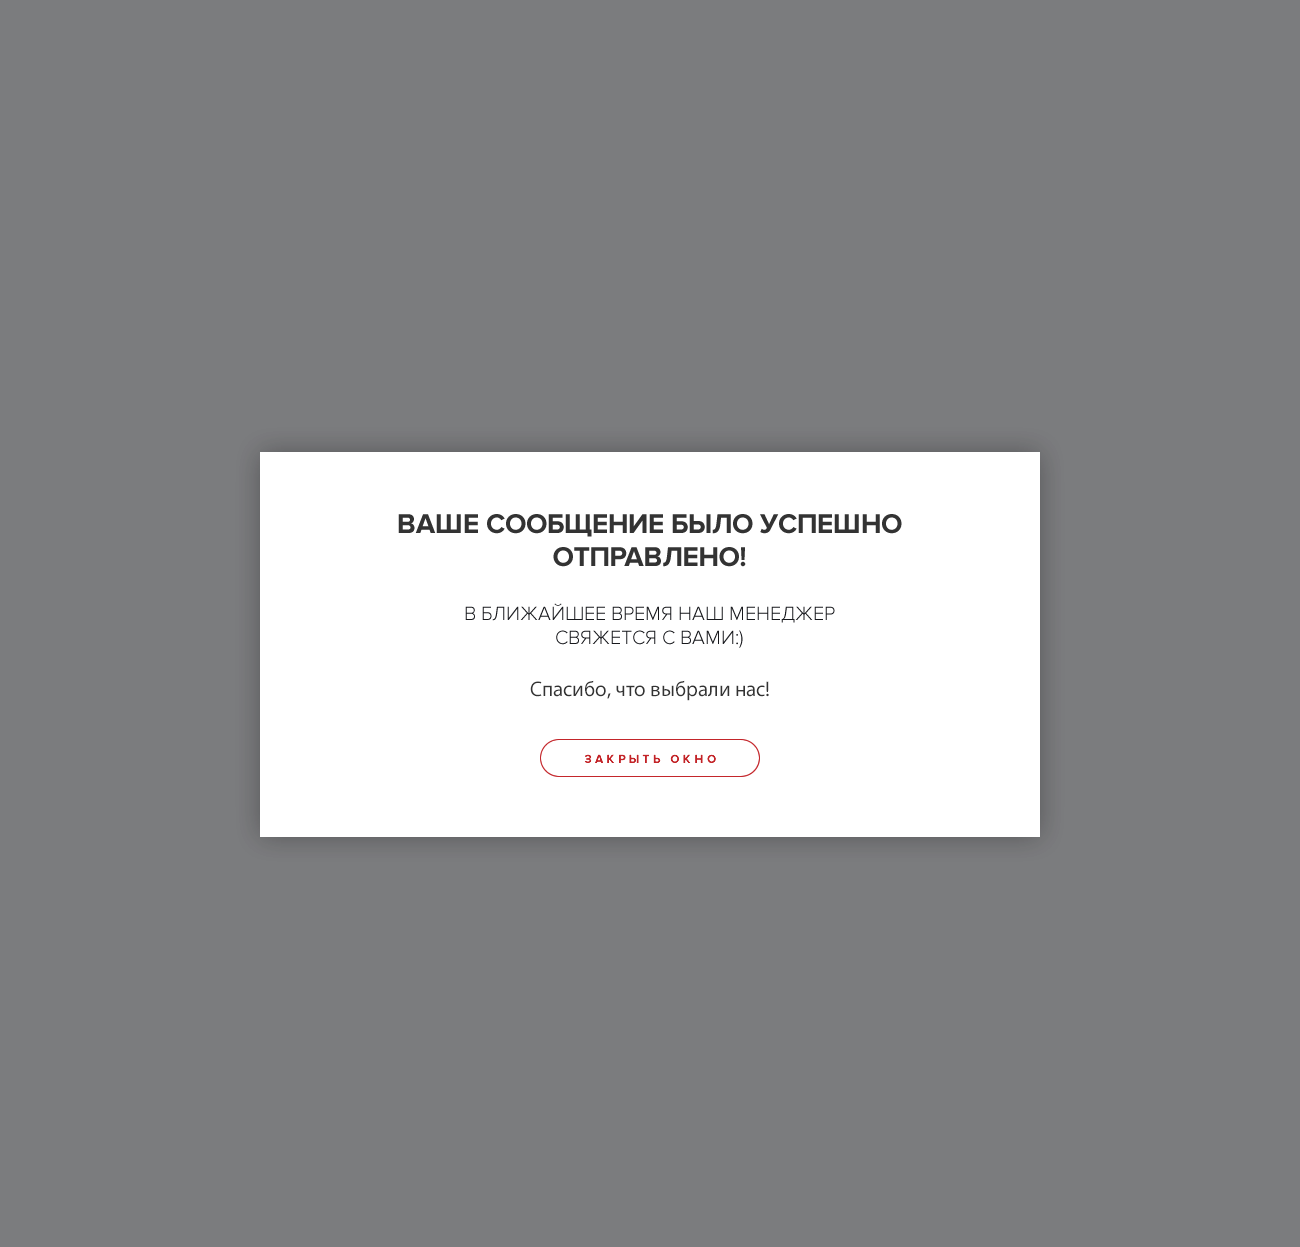 ВАШЕ СООБЩЕНИЕ БЫЛО УСПЕШНО
ОТПРАВЛЕНО!
В БЛИЖАЙШЕЕ ВРЕМЯ НАШ МЕНЕДЖЕР
СВЯЖЕТСЯ С ВАМИ:)
Спасибо, что выбрали нас!
ЗАКРЫТЬ ОКНО